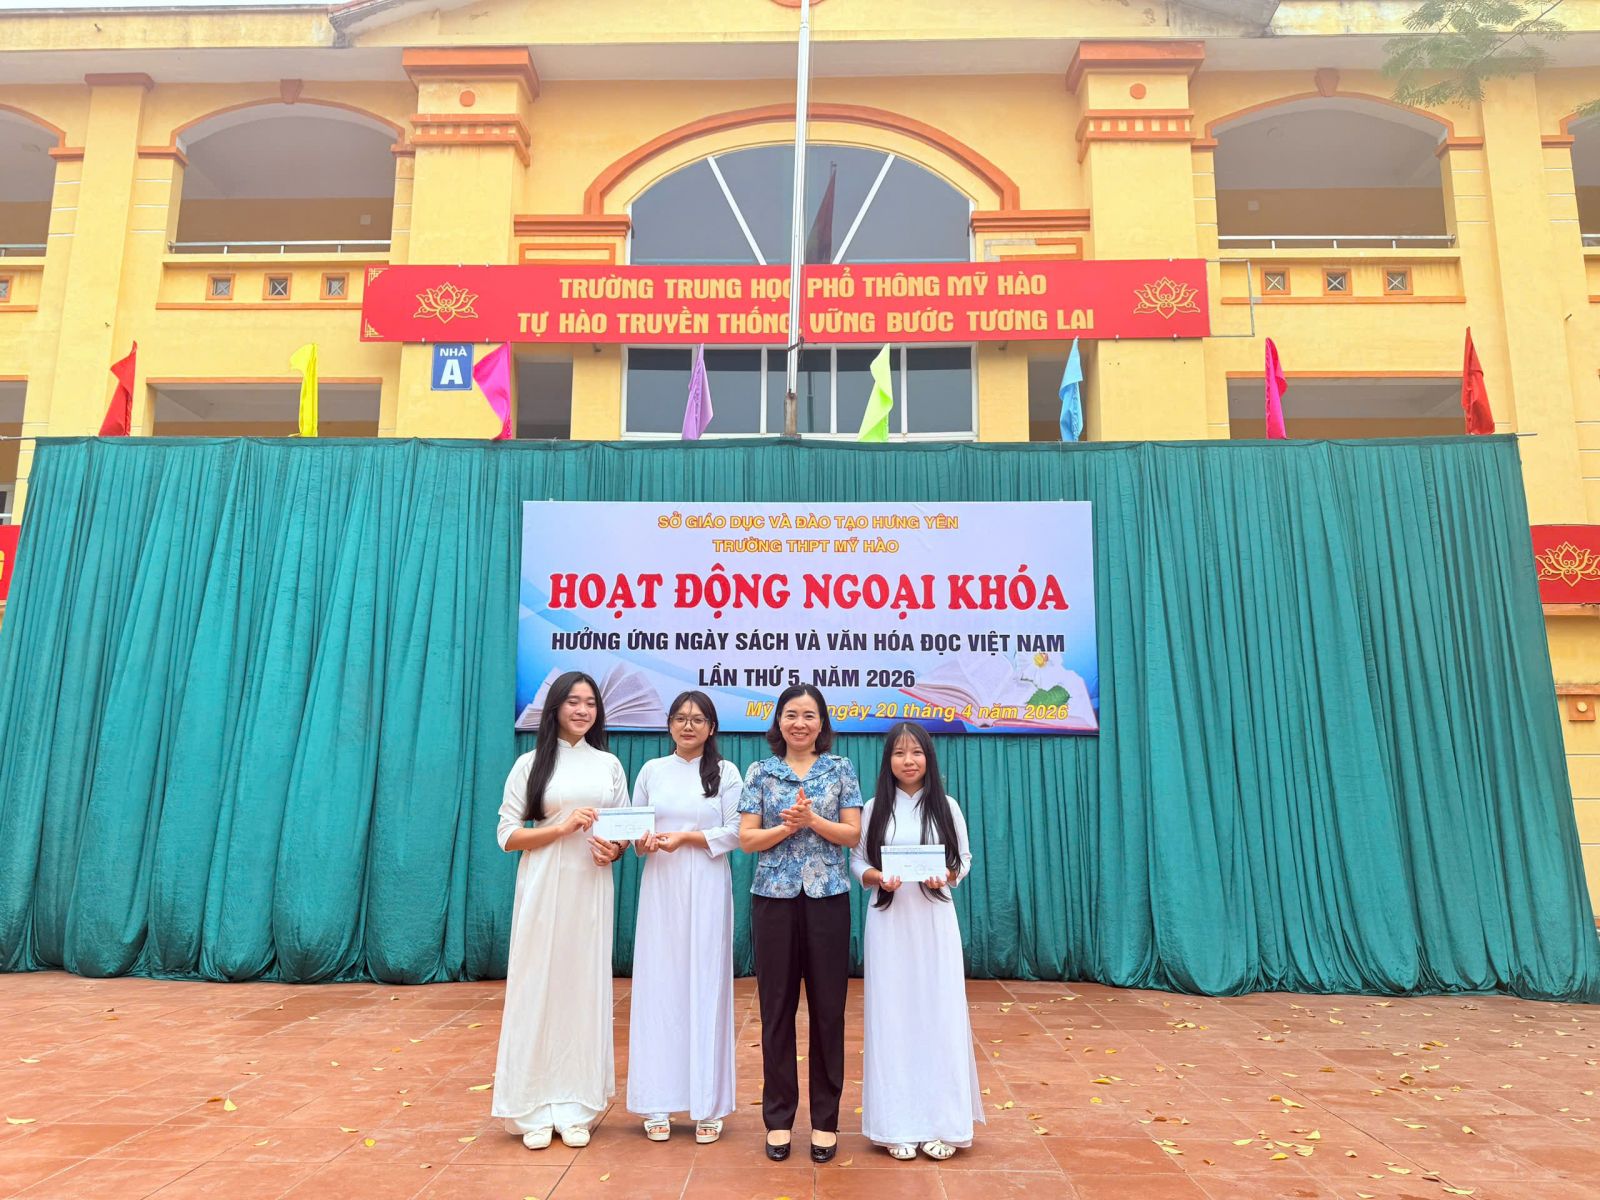 TRƯỜNG TRUNG HỌC PHỔ THÔNG MỸ HÀO
TỰ HÀO TRUYỀN THỐNG, VỮNG BƯỚC TƯƠNG LAI
NHÀ
A
SỞ GIÁO DỤC VÀ ĐÀO TẠO HƯNG YÊN
TRƯỜNG THPT MỸ HÀO
HOẠT ĐỘNG NGOẠI KHÓA
HƯỞNG ỨNG NGÀY SÁCH VÀ VĂN HÓA ĐỌC VIỆT NAM
LẦN THỨ 5, NĂM 2026
Mỹ ngày 20 tháng 4 năm 2026